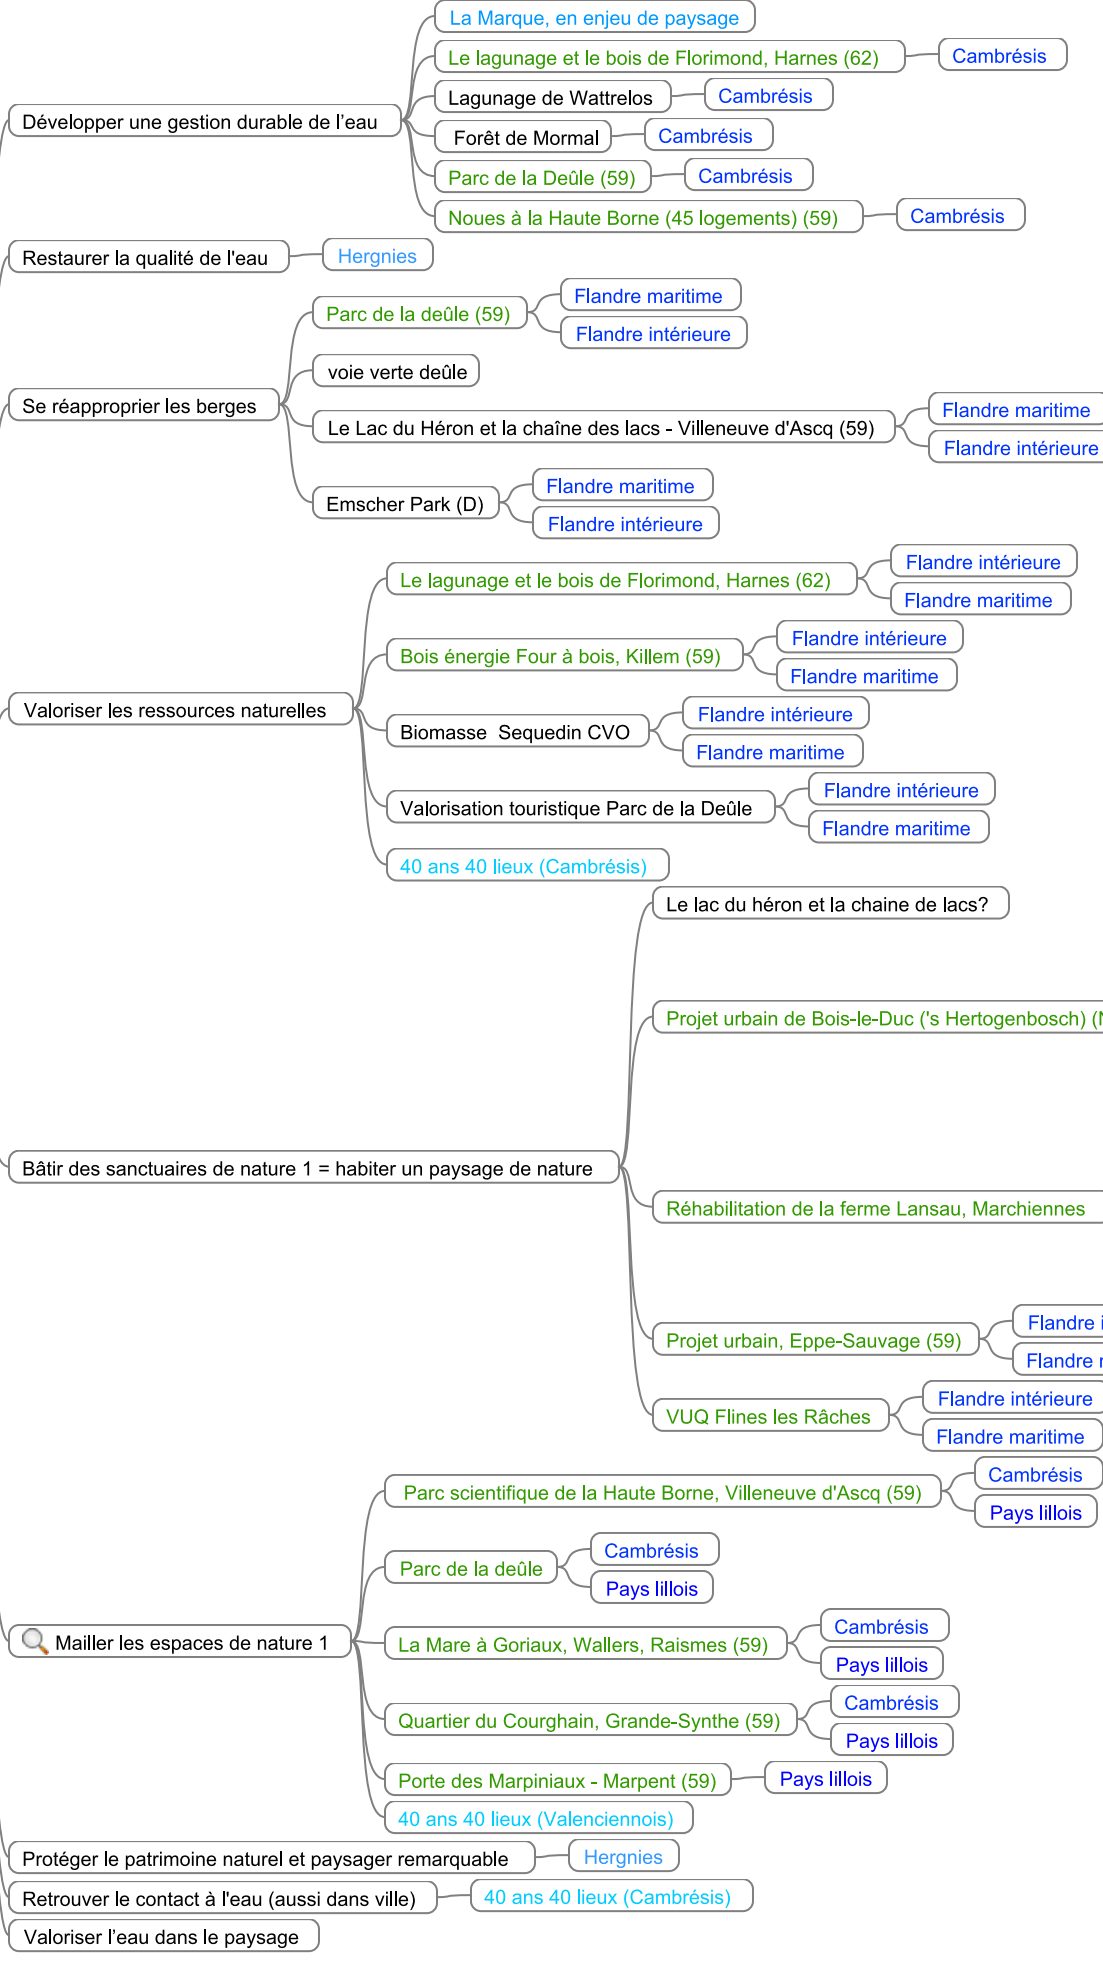 La Marque, en enjeu de paysage
Le lagunage et le bois de Florimond, Harnes (62)
Cambrésis
Lagunage de Wattrelos
Cambrésis
Développer une gestion durable de l’eau
Forêt de Mormal
Cambrésis
Parc de la Deûle (59)
Cambrésis
Noues à la Haute Borne (45 logements) (59)
Cambrésis
Restaurer la qualité de l'eau
Hergnies
Parc de la deûle (59)
Flandre maritime
Flandre intérieure
voie verte deûle
Se réapproprier les berges
Le Lac du Héron et la chaîne des lacs - Villeneuve d'Ascq (59)
Flandre maritime
Flandre intérieure
Emscher Park (D)
Flandre maritime
Flandre intérieure
Le lagunage et le bois de Florimond, Harnes (62)
Flandre intérieure
Flandre maritime
Bois énergie Four à bois, Killem (59)
Flandre intérieure
Flandre maritime
Valoriser les ressources naturelles
Biomasse  Sequedin CVO
Flandre intérieure
Flandre maritime
Valorisation touristique Parc de la Deûle
Flandre intérieure
Flandre maritime
40 ans 40 lieux (Cambrésis)
Le lac du héron et la chaine de lacs?
Projet urbain de Bois-le-Duc ('s Hertogenbosch) (
Bâtir des sanctuaires de nature 1 = habiter un paysage de nature
Réhabilitation de la ferme Lansau, Marchiennes
Projet urbain, Eppe-Sauvage (59)
Flandre
Flandre
VUQ Flines les Râches
Flandre intérieure
Flandre maritime
Parc scientifique de la Haute Borne, Villeneuve d'Ascq (59)
Cambrésis
Pays lillois
Parc de la deûle
Cambrésis
Pays lillois
Mailler les espaces de nature 1
La Mare à Goriaux, Wallers, Raismes (59)
Cambrésis
Pays lillois
Quartier du Courghain, Grande-Synthe (59)
Cambrésis
Pays lillois
Porte des Marpiniaux - Marpent (59)
Pays lillois
40 ans 40 lieux (Valenciennois)
Protéger le patrimoine naturel et paysager remarquable
Hergnies
Retrouver le contact à l'eau (aussi dans ville)
40 ans 40 lieux (Cambrésis)
Valoriser l’eau dans le paysage